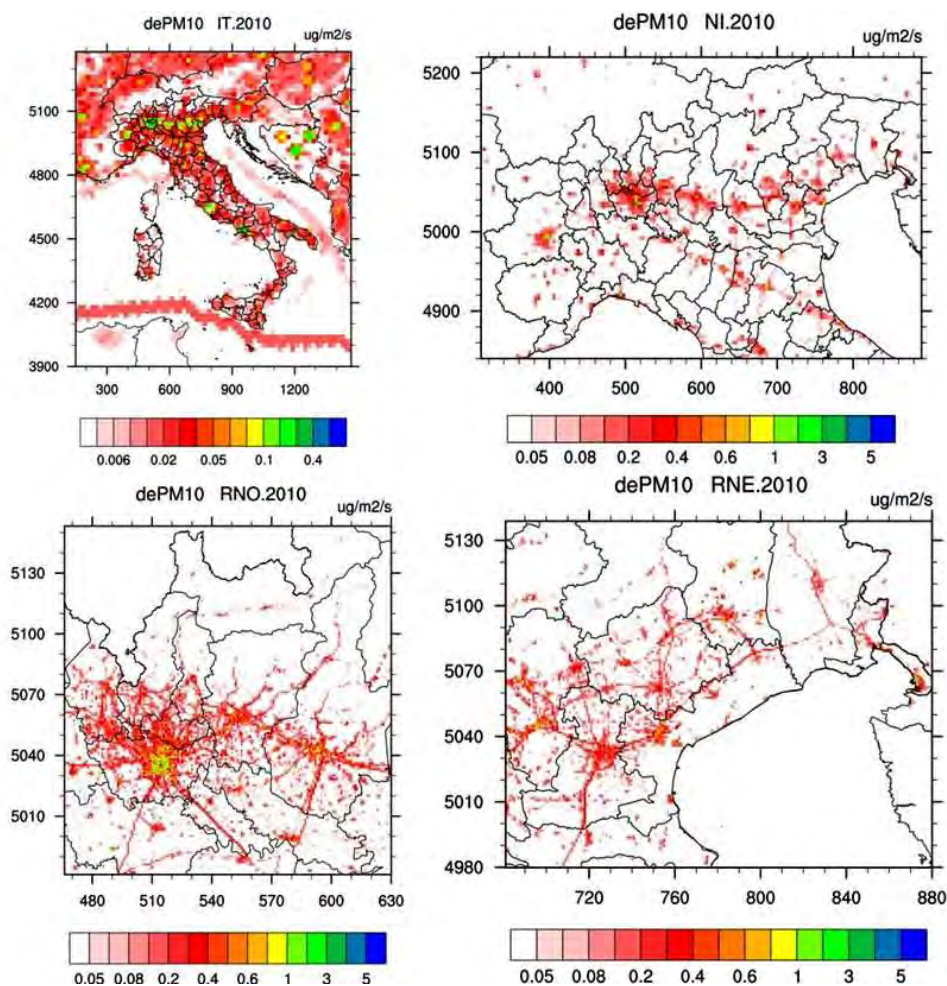 dePM10 IT.2010
ug/m2/s
5100
4800
4500
4200
3900
300 600 900 1200
0.006 0.02 0.05 0.1 0.4
dePM10 NI.2010
ug/m2/s
5200
5100
5000
4900
400 500 600 700 800
0.05 0.08 0.2 0.4 0.6 1 3 5
dePM10 RNO.2010
ug/m2/s
5130
5100
5070
5040
5010
480 510 540 570 600 630
0.05 0.08 0.2 0.4 0.6 1 3 5
dePM10 RNE.2010
ug/m2/s
5130
5100
5070
5040
5010
4980
720 760 800 840 880
0.05 0.08 0.2 0.4 0.6 1 3 5